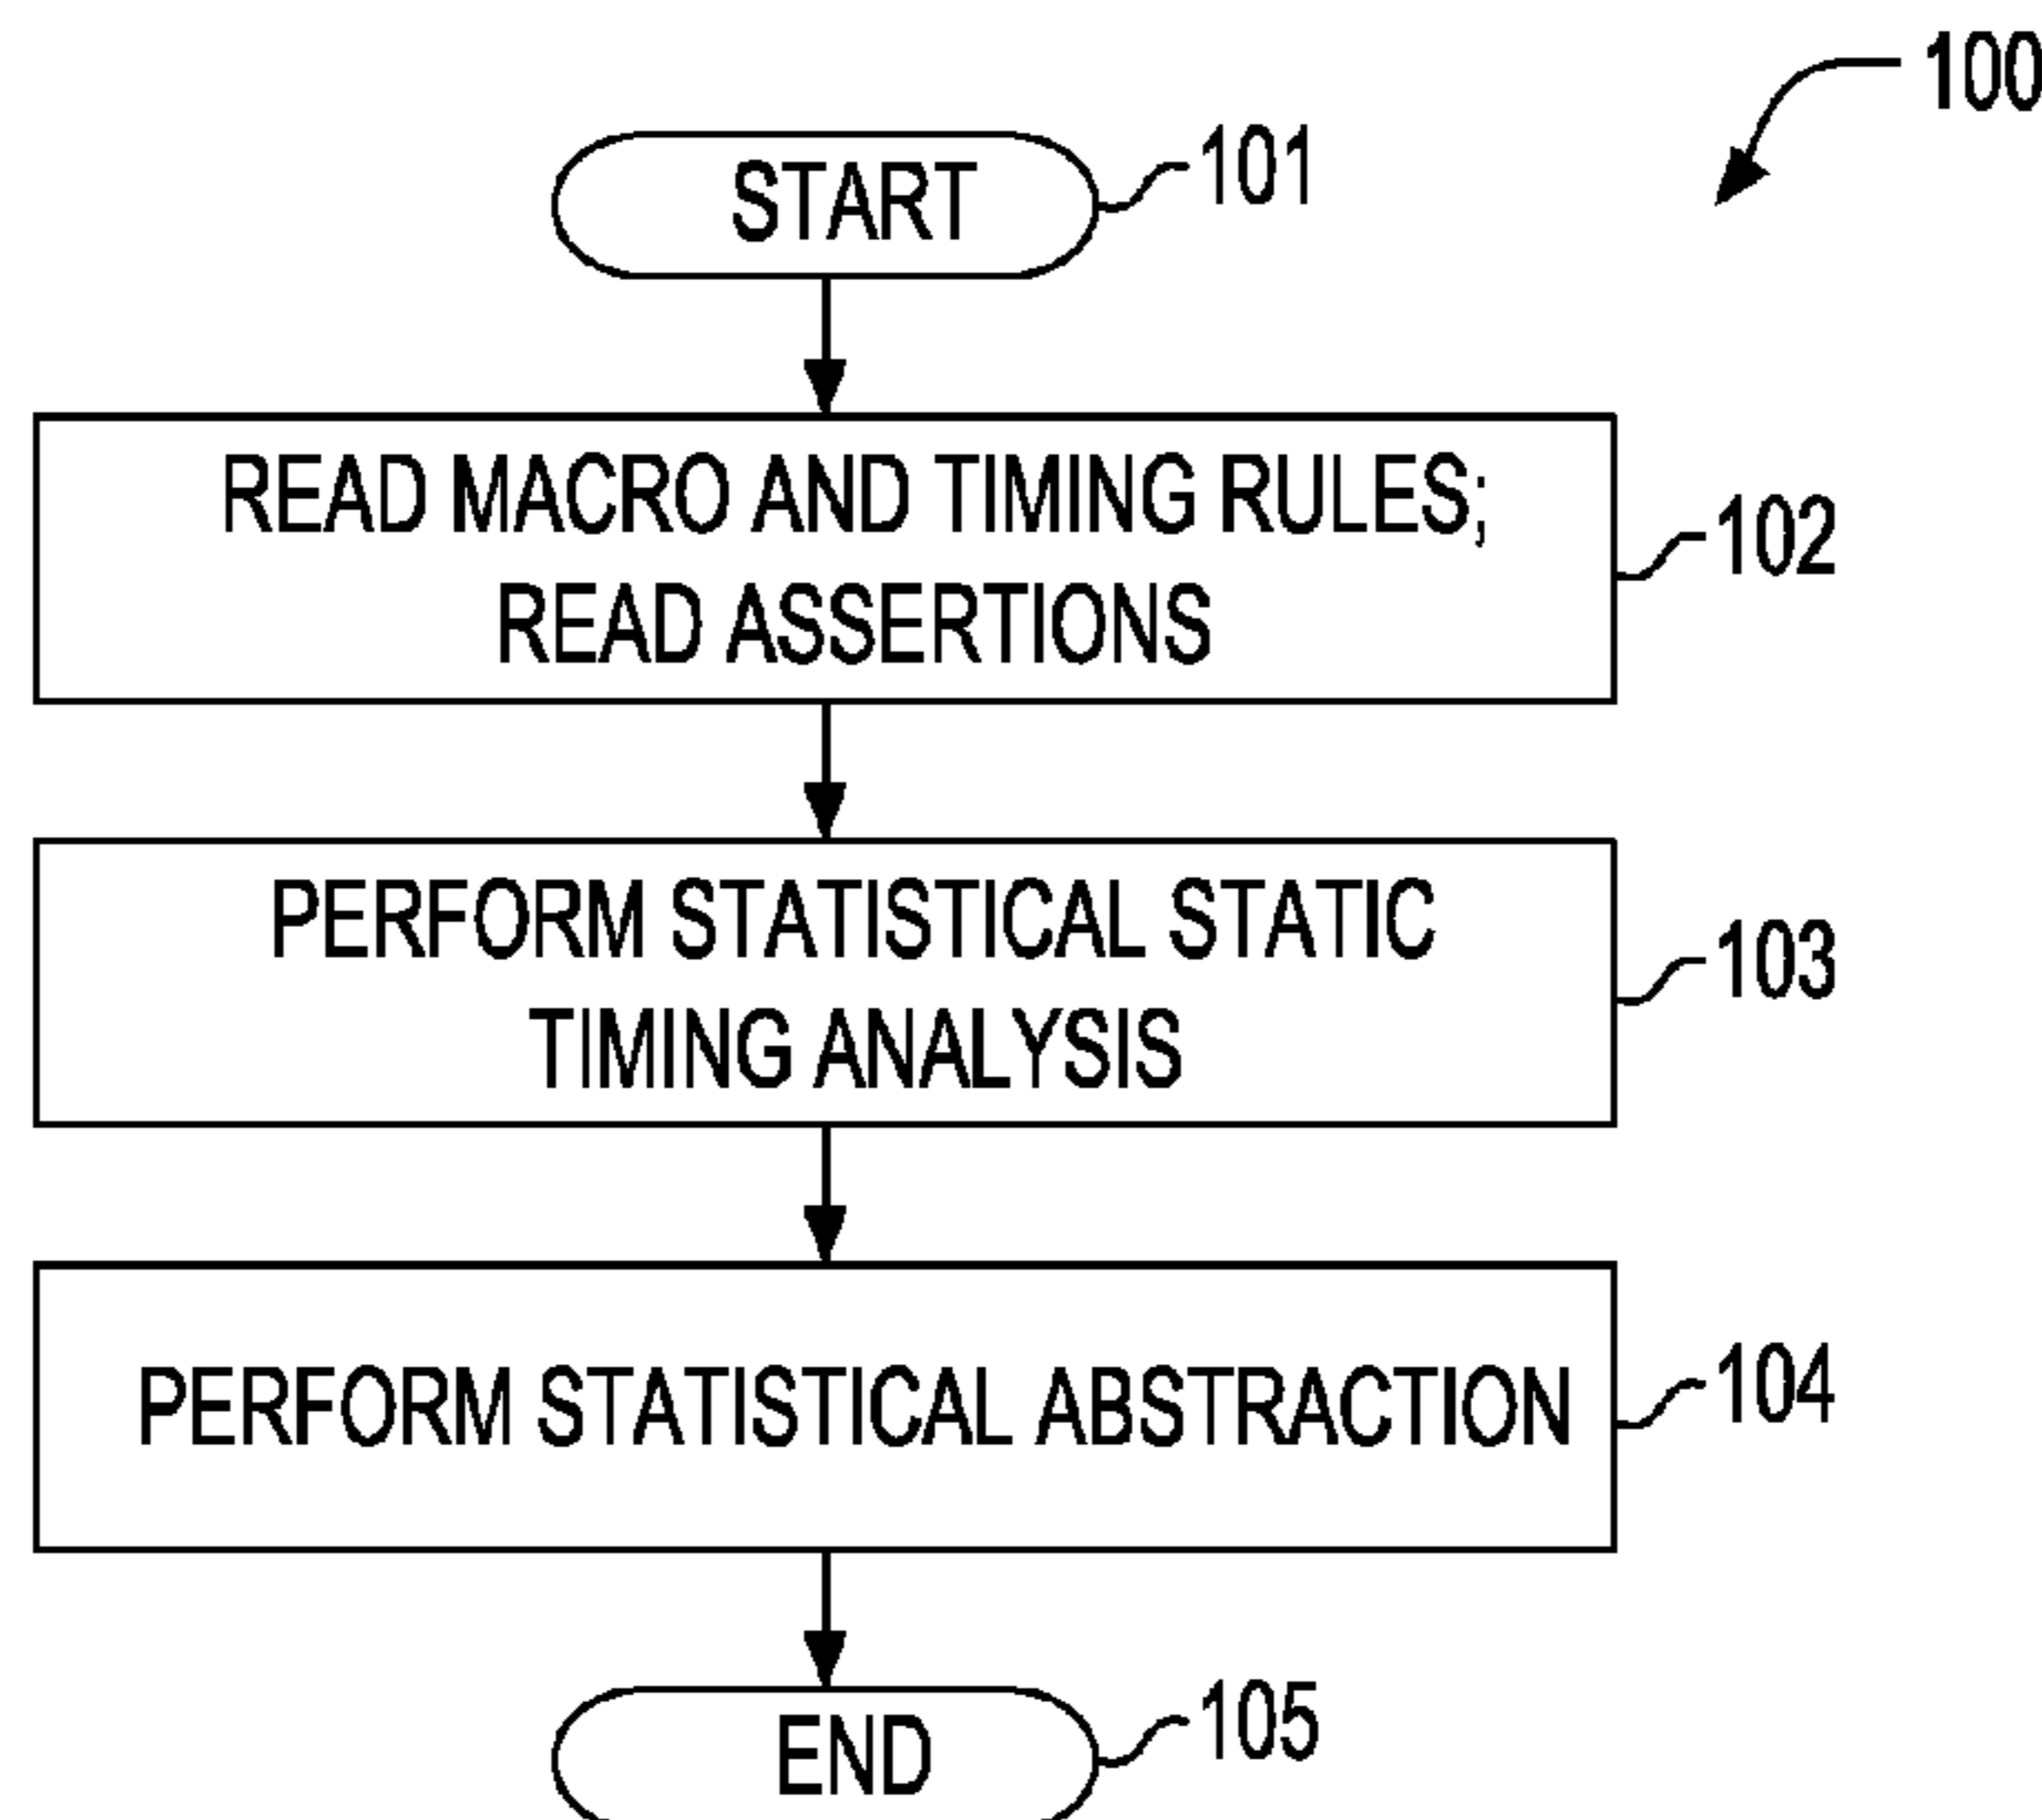 100
START
101
READ MACRO AND TIMING RULES;
READ ASSERTIONS
102
PERFORM STATISTICAL STATIC
TIMING ANALYSIS
103
PERFORM STATISTICAL ABSTRACTION
104
END
105